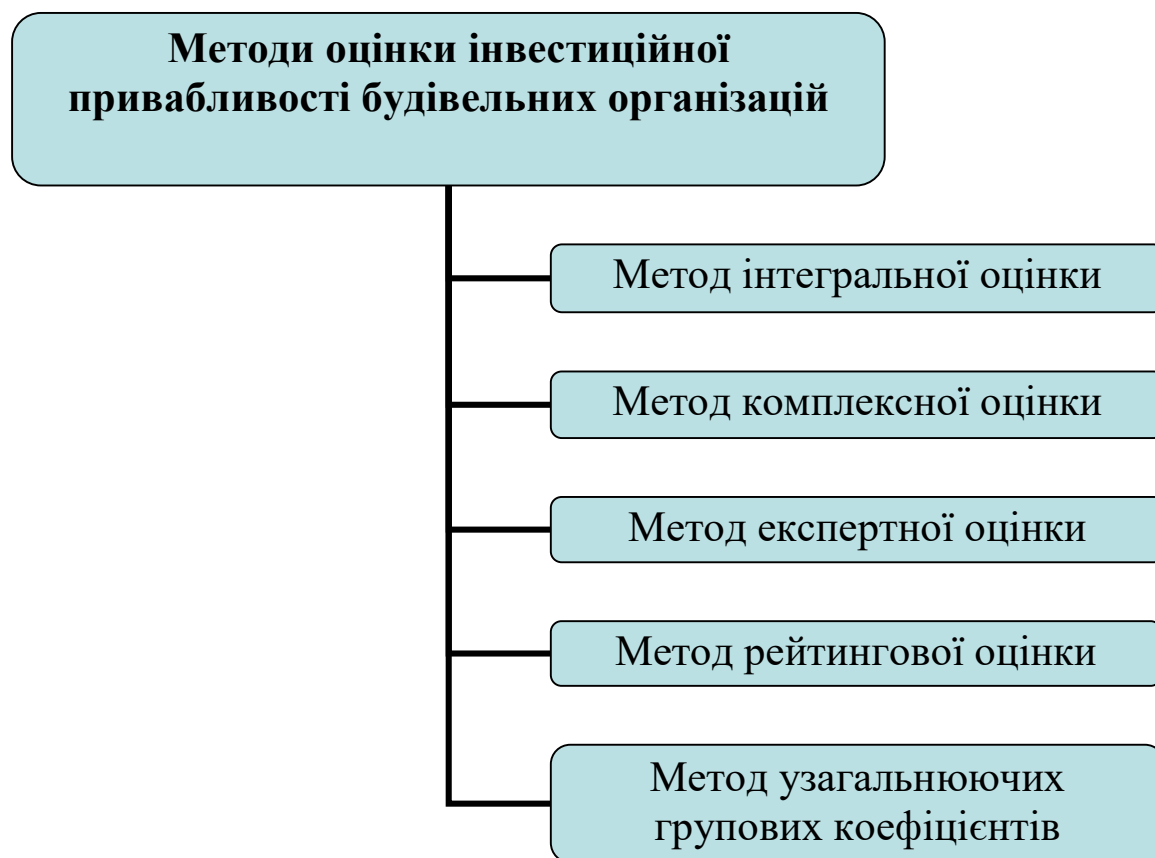 Методи оцінки інвестиційної
привабливості будівельних організацій
Метод інтегральної оцінки
Метод комплексної оцінки
Метод експертної оцінки
Метод рейтингової оцінки
Метод узагальнюючих
групових коефіцієнтів